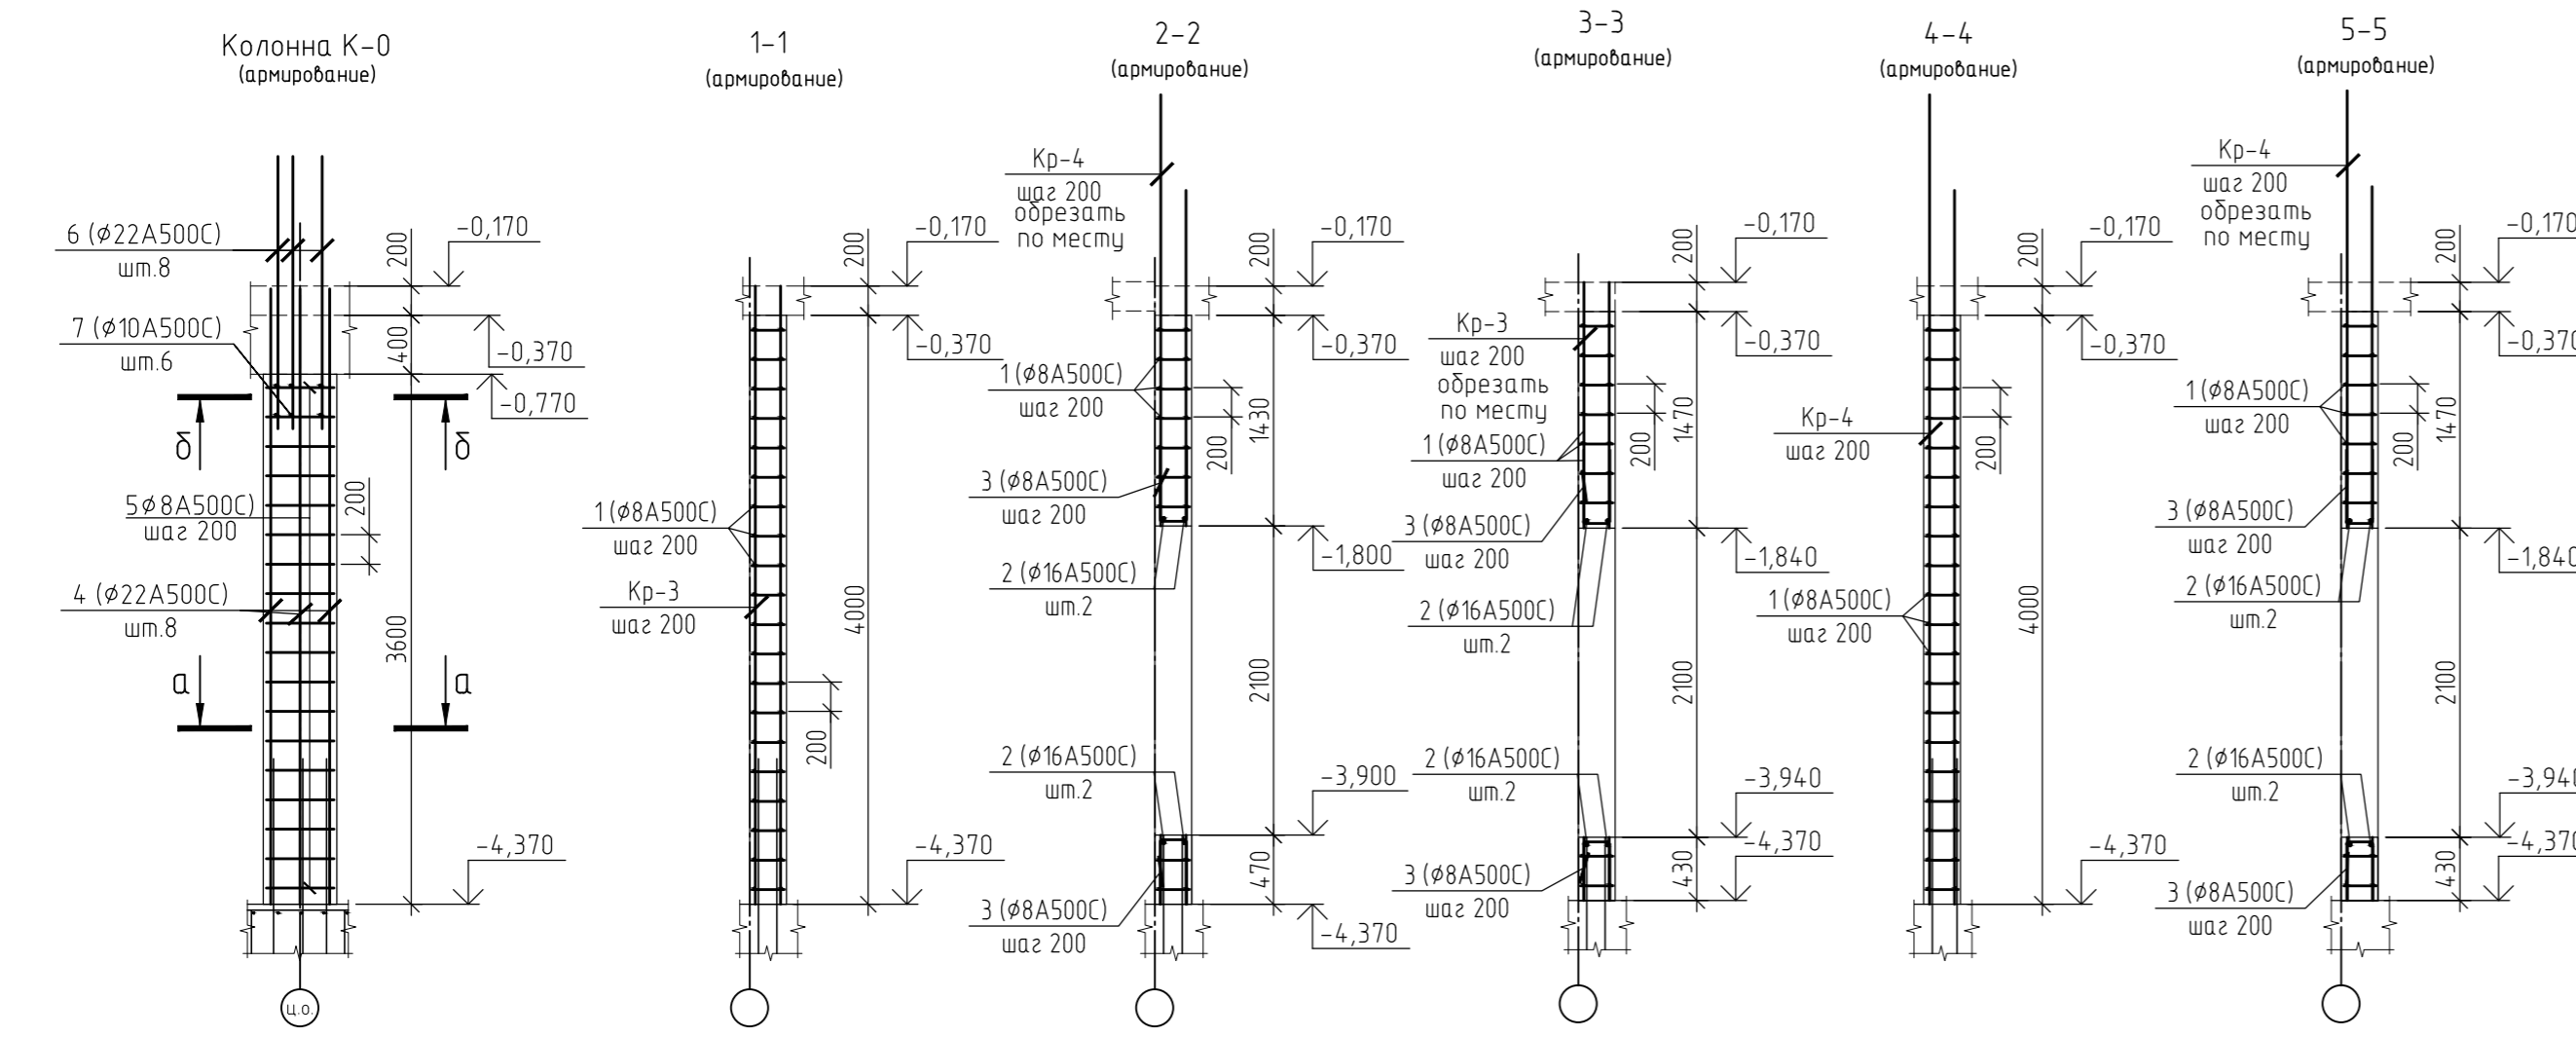 Колонна К-0
(армирование)
6 (⌀22А500С)
шт.8
7 (⌀10А500С)
шт.6
5⌀8А500С)
шаг 200
4 (⌀22А500С)
шт.8
200
-0,170
400
-0,370
-0,770
б
б
200
3600
а
а
-4,370
ц.о.
1-1
(армирование)
200
-0,170
-0,370
1(⌀8А500С)
шаг 200
Кр-3
шаг 200
4000
200
-4,370
2-2
(армирование)
Кр-4
шаг 200
обрезать
по месту
200
-0,170
-0,370
1(⌀8А500С)
шаг 200
1430
200
3 (⌀8А500С)
шаг 200
-1,800
2 (⌀16А500С)
шт.2
2100
2 (⌀16А500С)
шт.2
-3,900
470
3 (⌀8А500С)
шаг 200
-4,370
3-3
(армирование)
200
-0,170
Кр-3
шаг 200
обрезать
по месту
-0,370
1(⌀8А500С)
шаг 200
1470
200
3 (⌀8А500С)
шаг 200
-1,840
2 (⌀16А500С)
шт.2
2100
2 (⌀16А500С)
шт.2
-3,940
-4,370
430
3 (⌀8А500С)
шаг 200
4-4
(армирование)
200
-0,170
-0,370
Кр-4
шаг 200
200
1(⌀8А500С)
шаг 200
4000
-4,370
5-5
(армирование)
Кр-4
шаг 200
обрезать
по месту
200
-0,170
-0,370
1(⌀8А500С)
шаг 200
1470
200
3 (⌀8А500С)
шаг 200
-1,840
2 (⌀16А500С)
шт.2
2100
2 (⌀16А500С)
шт.2
-3,940
-4,370
430
3 (⌀8А500С)
шаг 200